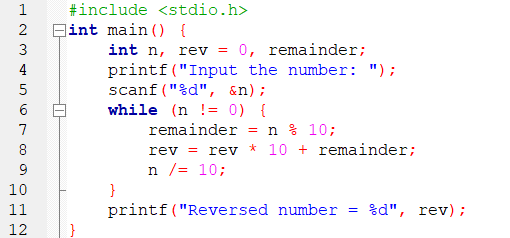 1 #include <stdio.h>
2 int main() {
3 int n, rev = 0, remainder;
4 printf("Input the number: ");
5 scanf("%d", &n);
6 while (n != 0) {
7 remainder = n % 10;
8 rev = rev * 10 + remainder;
9 n /= 10;
10 }
11 printf("Reversed number = %d", rev);
12 }